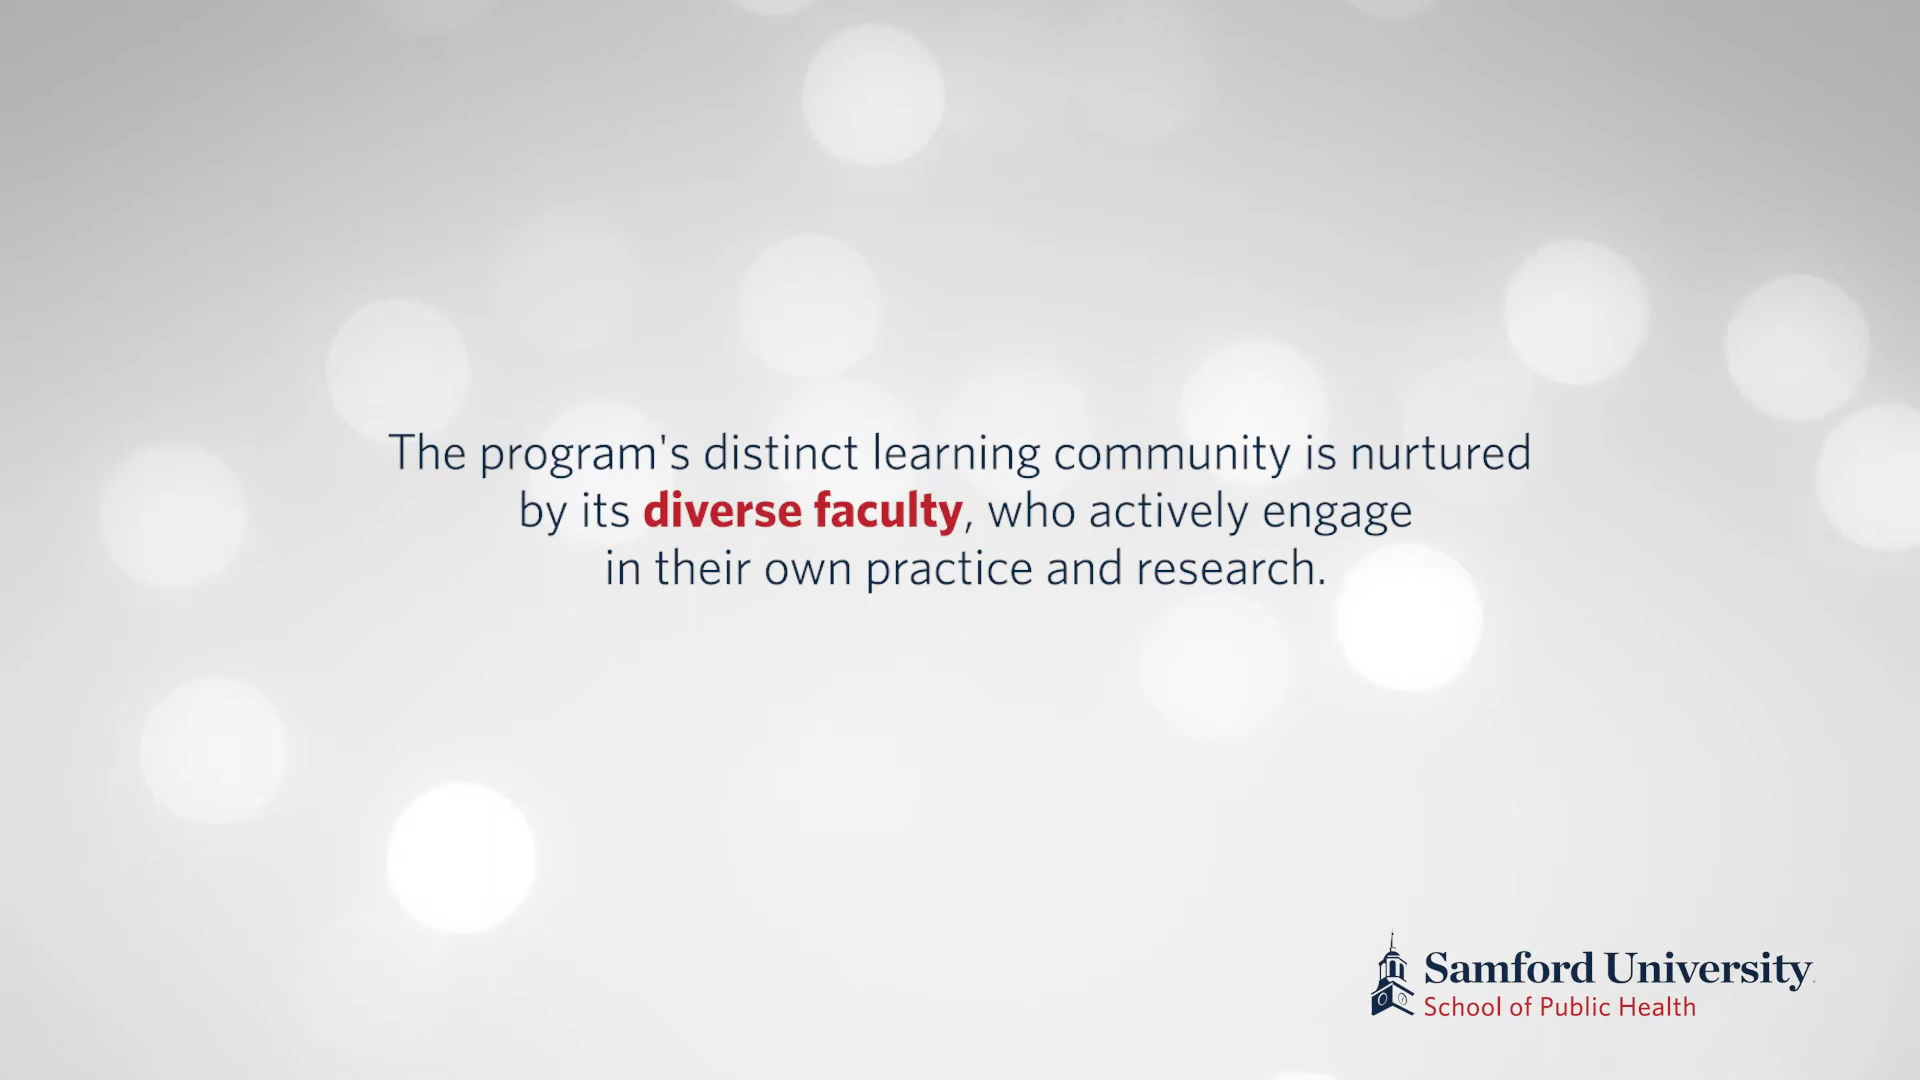 The program's distinct learning community is nurtured
by its diverse faculty, who actively engage
in their own practice and research.
Samford University
School of Public Health